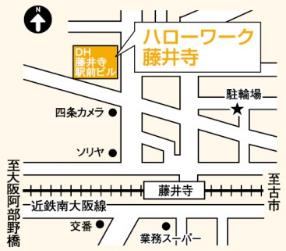 N
DH
藤井寺
駅前ビル
ハローワーク
藤井寺
駐輪場
四条カメラ
ソリヤ
藤井寺
至大阪阿部野橋
至古市
近鉄南大阪線
交番
業務スーパー